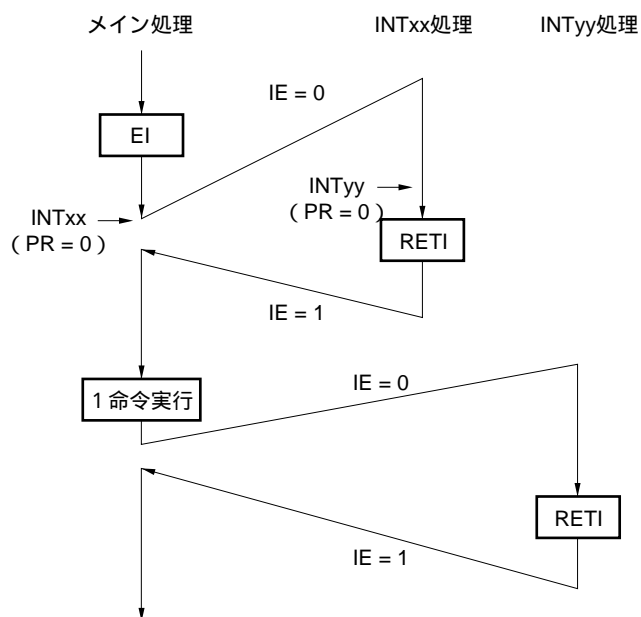 メイン処理 INTxx処理 INTyy処理
IE = 0
EI
INTyy
(PR = 0)
INTxx
(PR = 0)
RETI
IE = 1
IE = 0
1命令実行
RETI
IE = 1